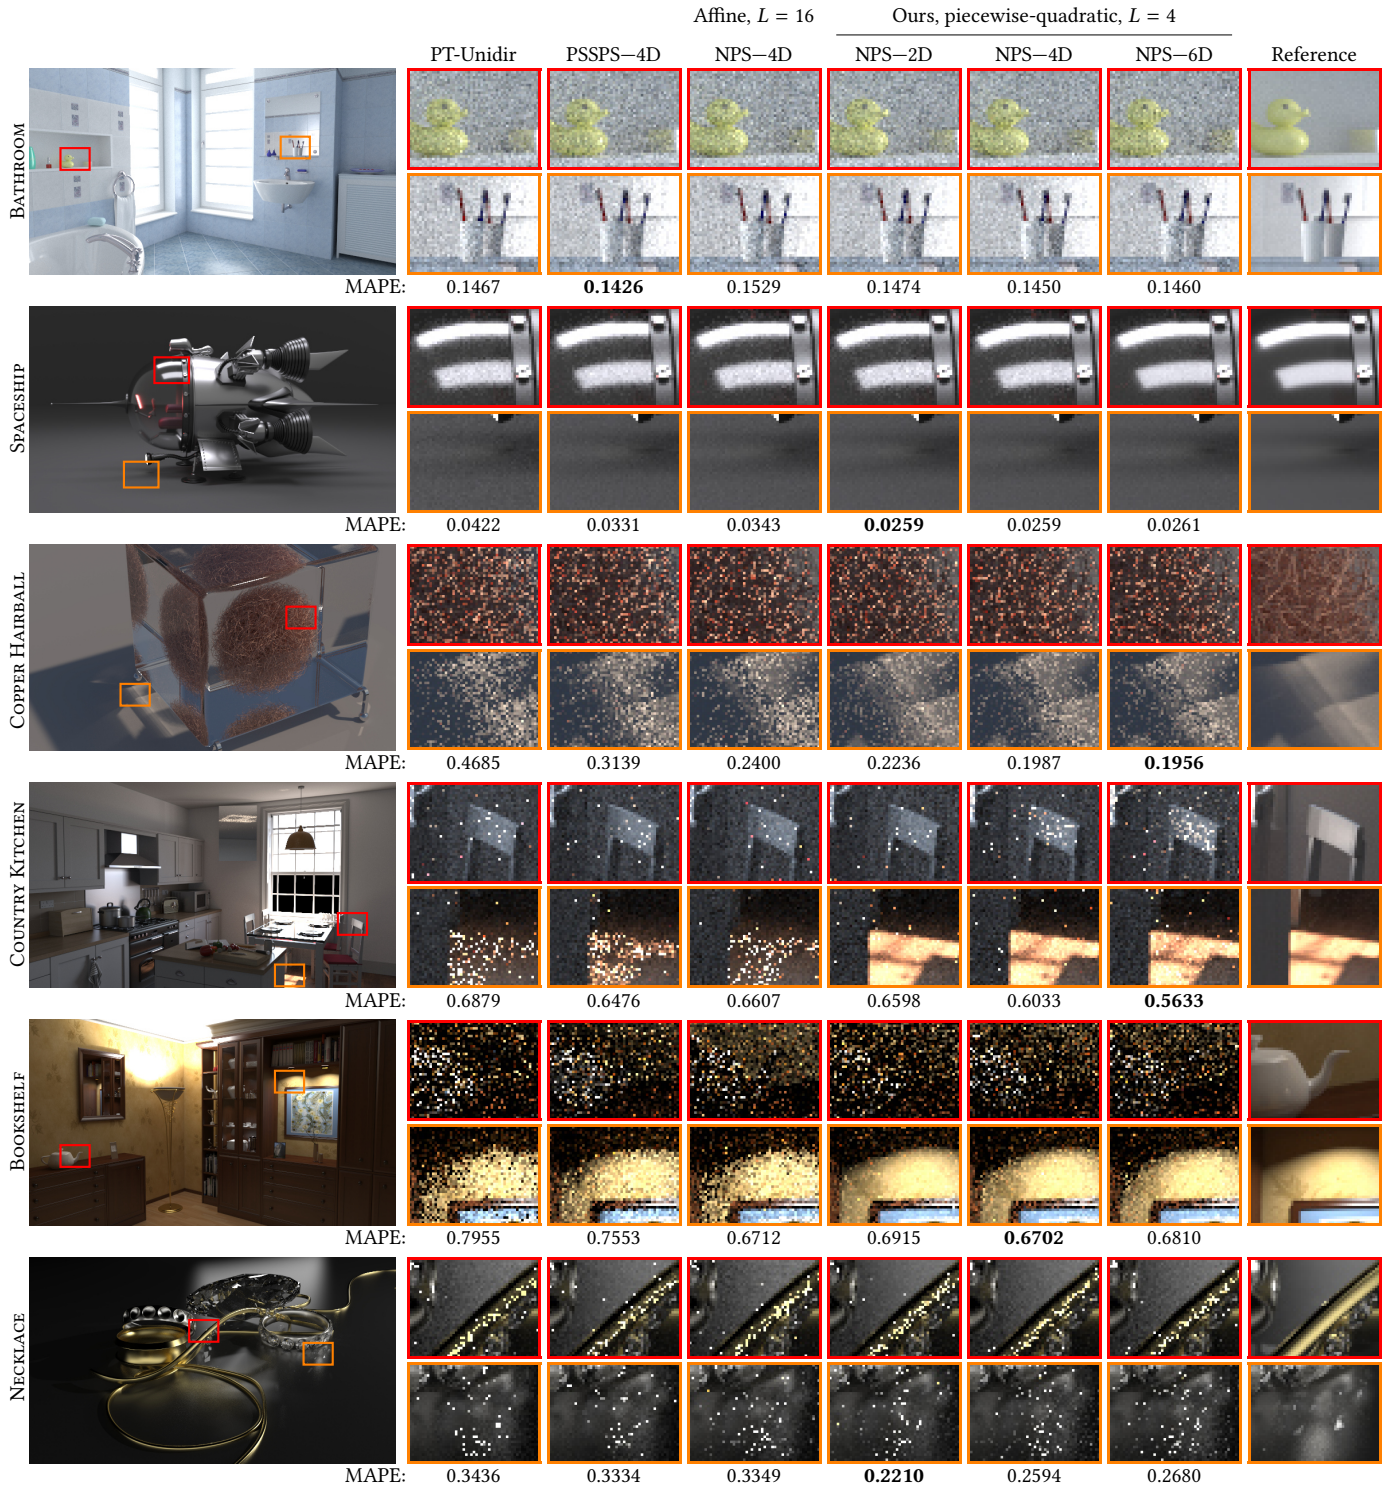 Affine, L = 16 Ours, piecewise-quadratic, L = 4
PT-Unidir PSSPS–4D NPS–4D NPS–2D NPS–4D NPS–6D Reference
BATHROOM
MAPE: 0.1467 0.1426 0.1529 0.1474 0.1450 0.1460
SPACESHIP
MAPE: 0.0422 0.0331 0.0343 0.0259 0.0259 0.0261
COPPER HAIRBALL
MAPE: 0.4685 0.3139 0.2400 0.2236 0.1987 0.1956
COUNTRY KITCHEN
MAPE: 0.6879 0.6476 0.6607 0.6598 0.6033 0.5633
BOOKSHELF
MAPE: 0.7955 0.7553 0.6712 0.6915 0.6702 0.6810
NECKLACE
MAPE: 0.3436 0.3334 0.3349 0.2210 0.2594 0.2680